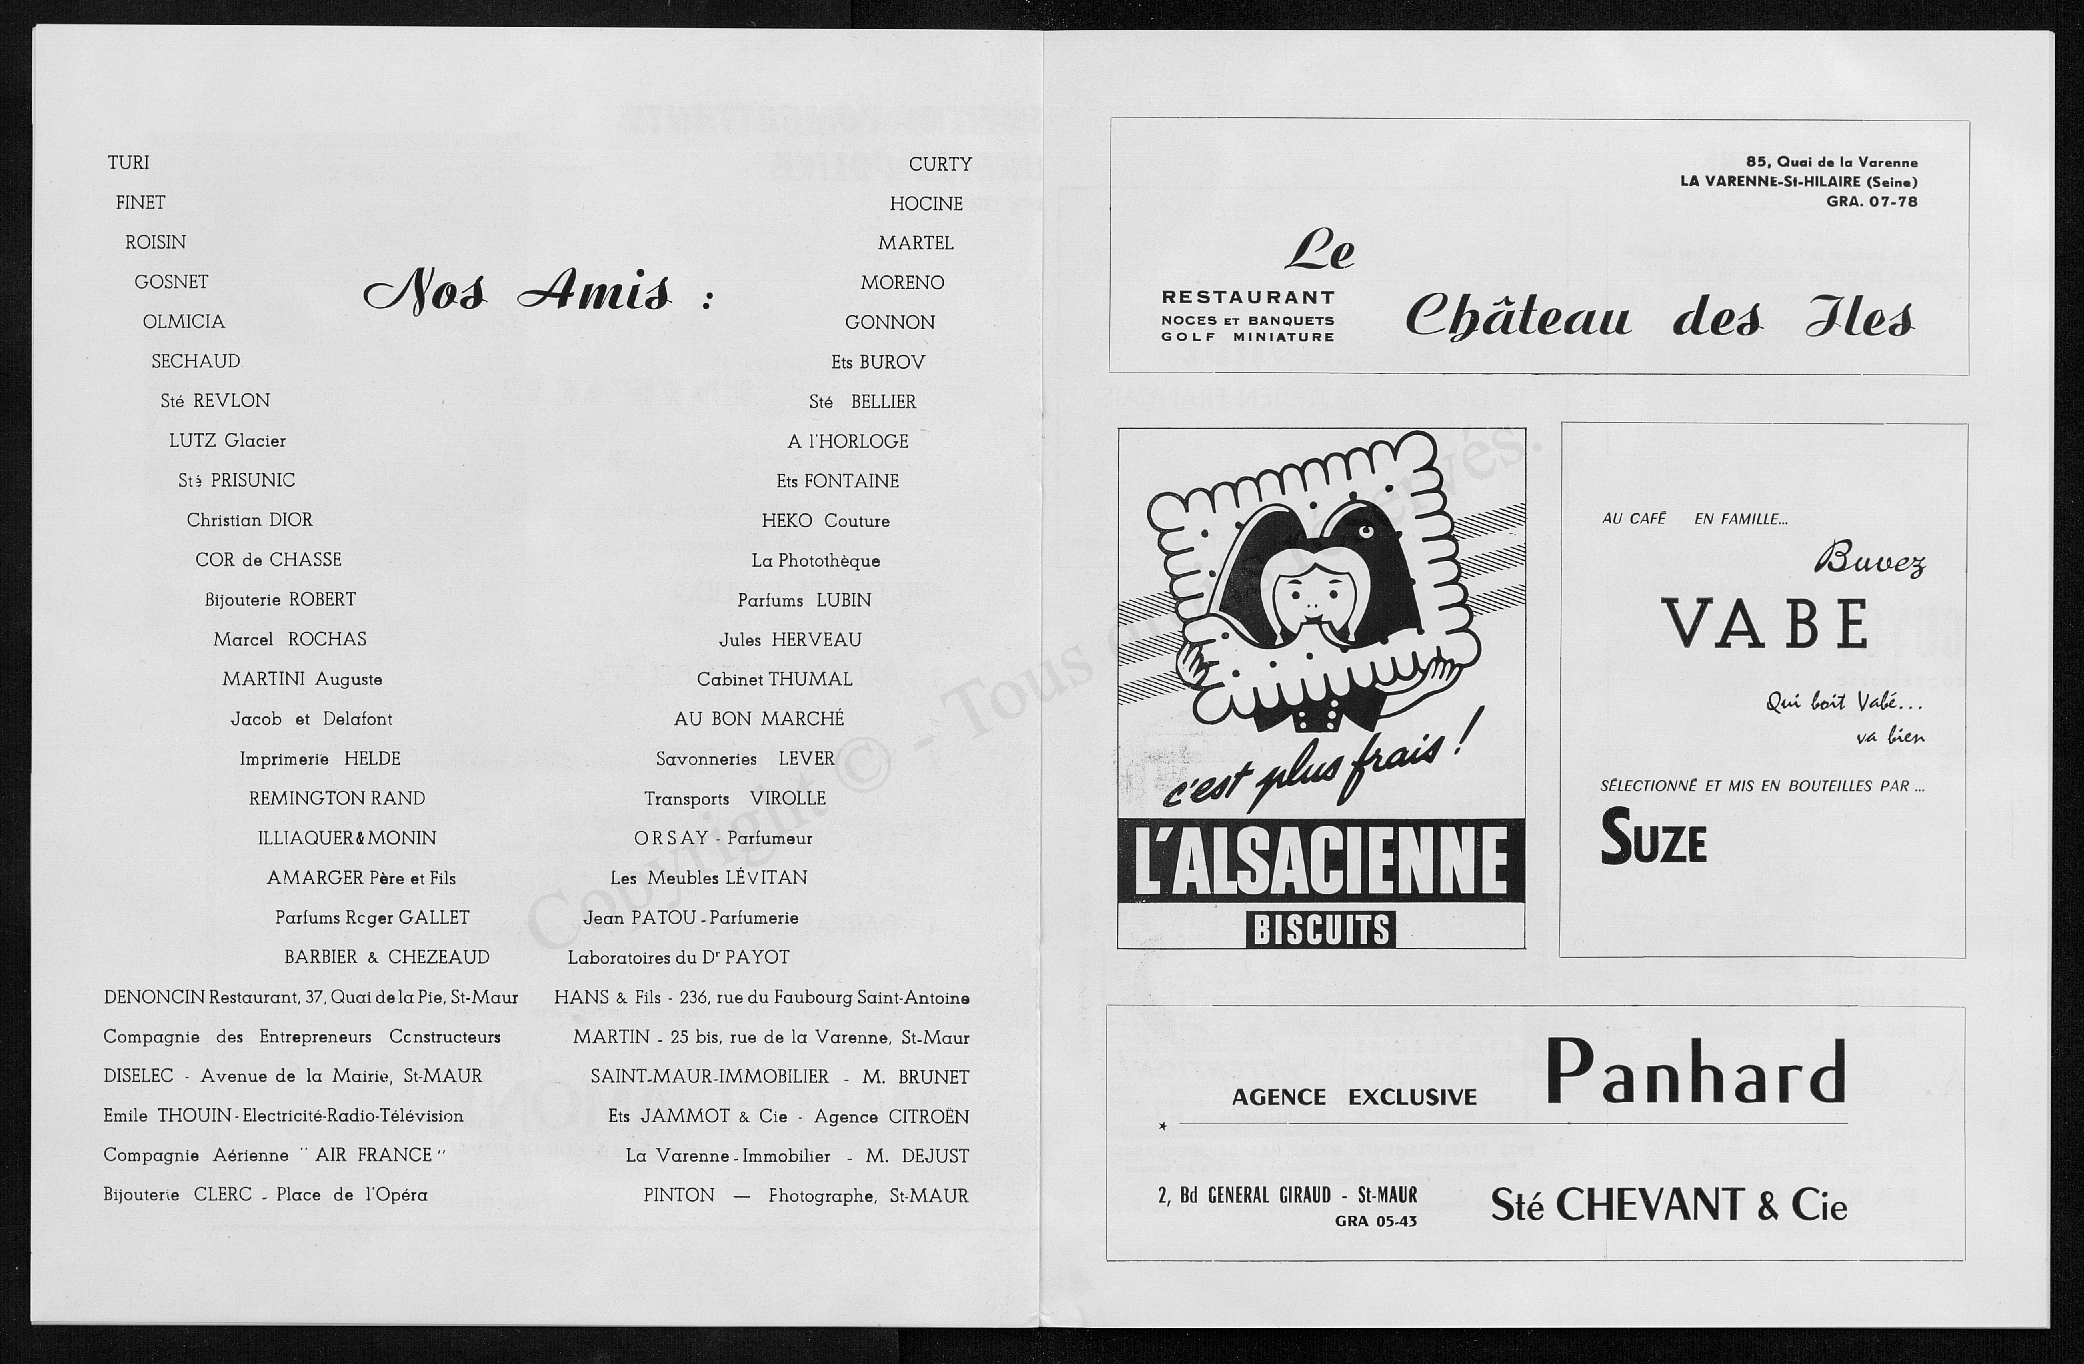 Nos Amis :
TURI
FINET
ROISIN
GOSNET
OLMICIA
SECHAUD
Sté REVLON
LUTZ Glacier
Sté PRISUNIC
Christian DIOR
COR de CHASSE
Bijouterie ROBERT
Marcel ROCHAS
MARTINI Auguste
Jacob et Delafont
Imprimerie HELDE
REMINGTON RAND
ILLIAQUER & MONIN
AMARGER Père et Fils
Parfums Roger GALLET
BARBIER & CHEZEAUD
DENONCIN Restaurant, 37, Quai de la Pie, St-Maur
Compagnie des Entrepreneurs Constructeurs
DISELEC - Avenue de la Mairie, St-MAUR
Emile THOUIN - Electricité-Radio-Télévision
Compagnie Aérienne "AIR FRANCE"
Bijouterie CLERC - Place de l'Opéra
CURTY
HOCINE
MARTEL
MORENO
GONNON
Ets BUROV
Sté BELLIER
A l'HORLOGE
Ets FONTAINE
HEKO Couture
La Photothèque
Parfums LUBIN
Jules HERVEAU
Cabinet THUMAL
AU BON MARCHÉ
Savonneries LEVER
Transports VIROLLE
ORSAY - Parfumeur
Les Meubles LÉVITAN
Jean PATOU - Parfumerie
Laboratoires du Dr PAYOT
HANS & Fils - 236, rue du Faubourg Saint-Antoine
MARTIN - 25 bis, rue de la Varenne, St-Maur
SAINT-MAUR-IMMOBILIER - M. BRUNET
Ets JAMMOT & Cie - Agence CITROËN
La Varenne-Immobilier - M. DEJUST
PINTON — Photographe, St-MAUR
85, Quai de la Varenne
LA VARENNE-St-HILAIRE (Seine)
GRA. 07-78
Le
Château des Iles
RESTAURANT
NOCES ET BANQUETS
GOLF MINIATURE
c'est plus frais !
L'ALSACIENNE
BISCUITS
AU CAFÉ EN FAMILLE...
Buvez
VABE
Qui boit Vabé...
va bien
SÉLECTIONNÉ ET MIS EN BOUTEILLES PAR ...
SUZE
AGENCE EXCLUSIVE Panhard
2, Bd GENERAL GIRAUD - St-MAUR
GRA 05-43
Sté CHEVANT & Cie
Copyright © - Tous droits réservés.